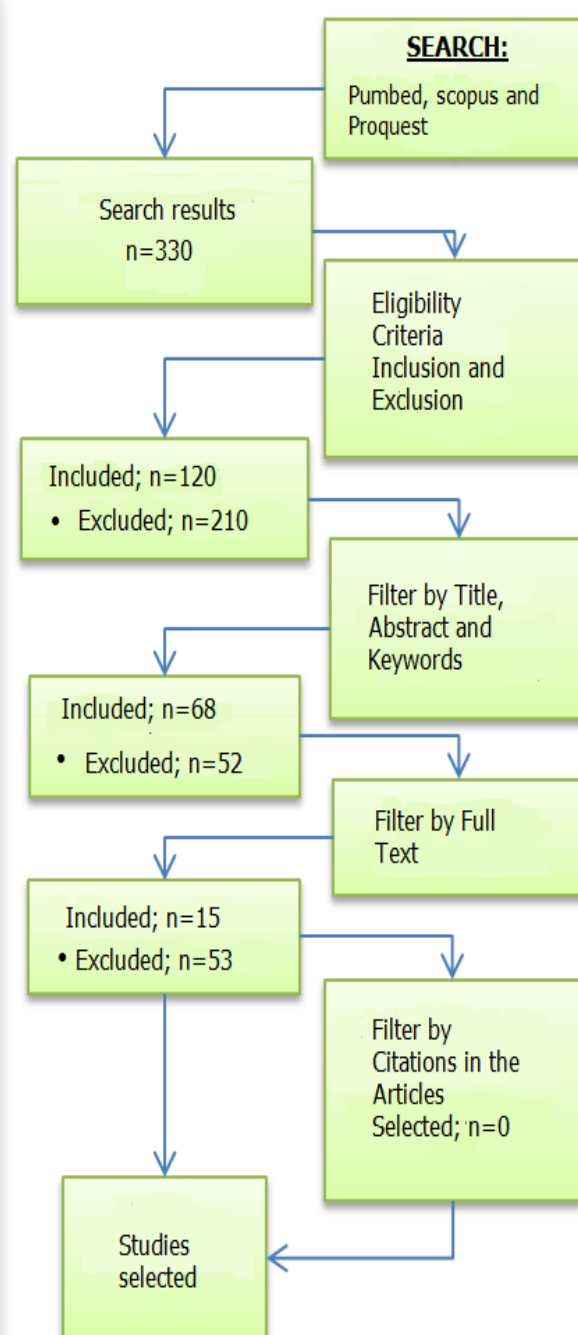 SEARCH:
Pumbed, scopus and
Proquest
Search results
n=330
Eligibility
Criteria
Inclusion and
Exclusion
Included; n=120
• Excluded; n=210
Filter by Title,
Abstract and
Keywords
Included; n=68
• Excluded; n=52
Filter by Full
Text
Included; n=15
• Excluded; n=53
Filter by
Citations in the
Articles
Selected; n=0
Studies
selected